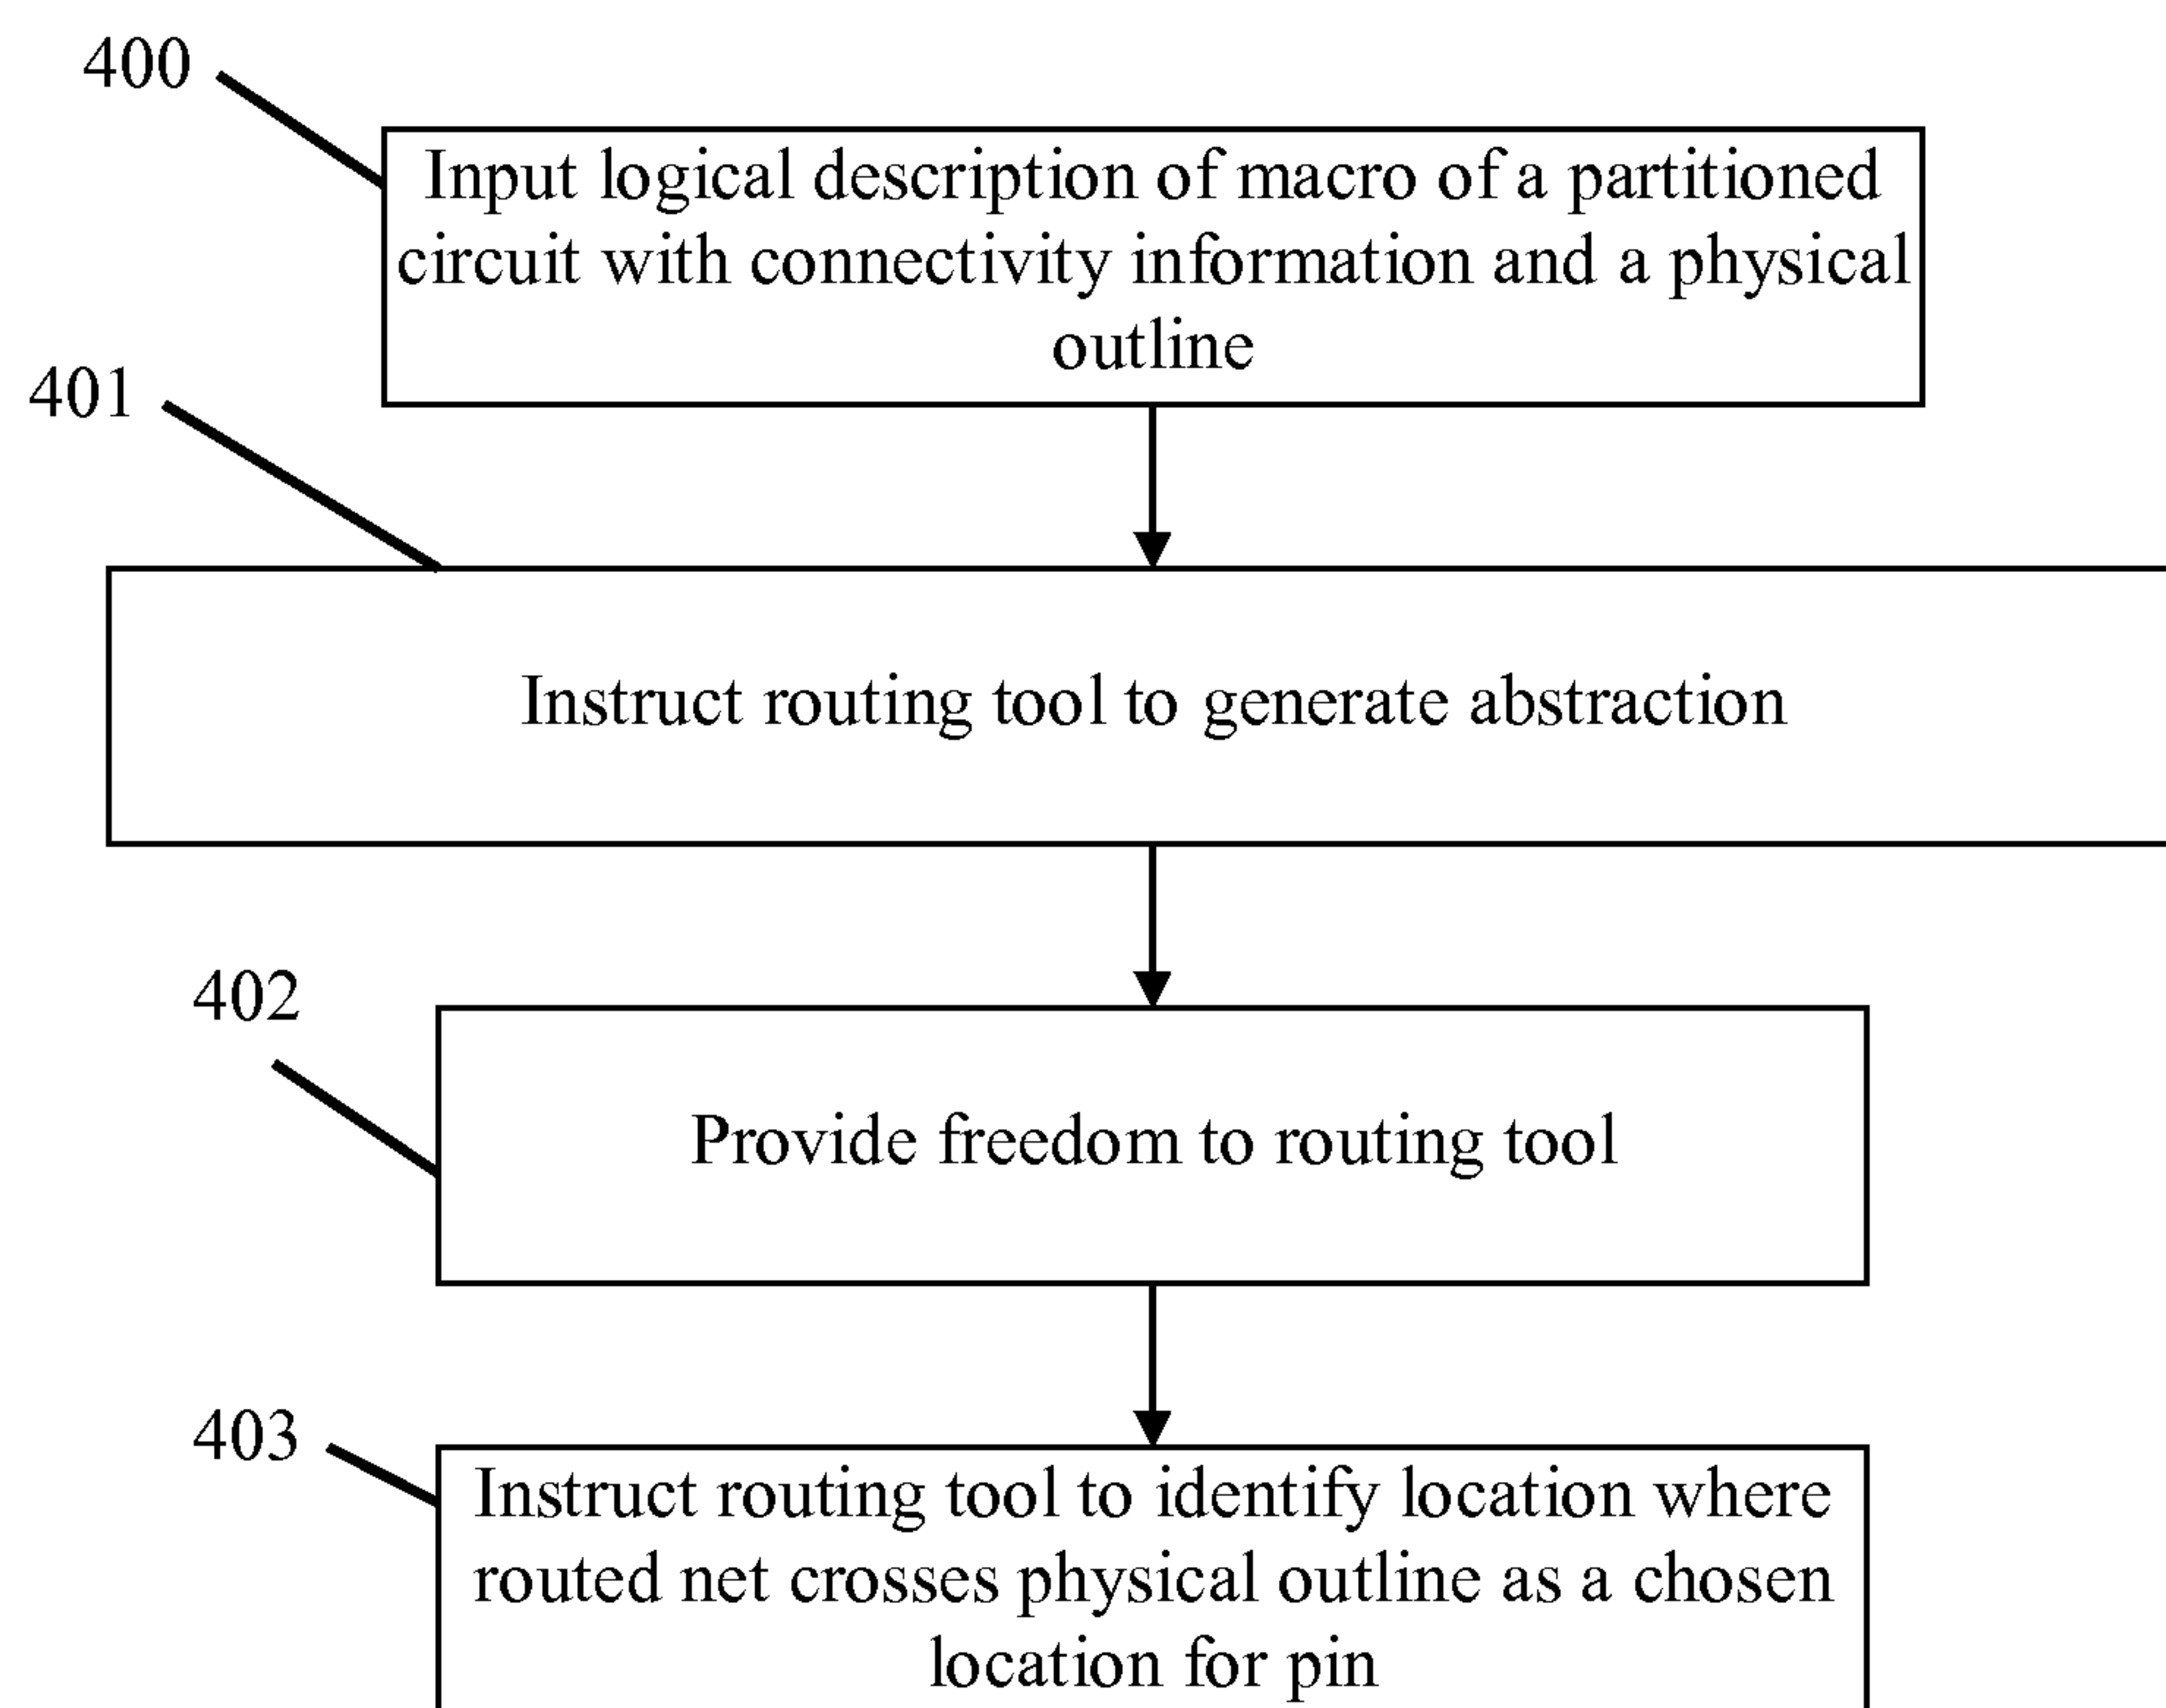 400
Input logical description of macro of a partitioned
circuit with connectivity information and a physical
outline
401
Instruct routing tool to generate abstraction
402
Provide freedom to routing tool
403
Instruct routing tool to identify location where
routed net crosses physical outline as a chosen
location for pin